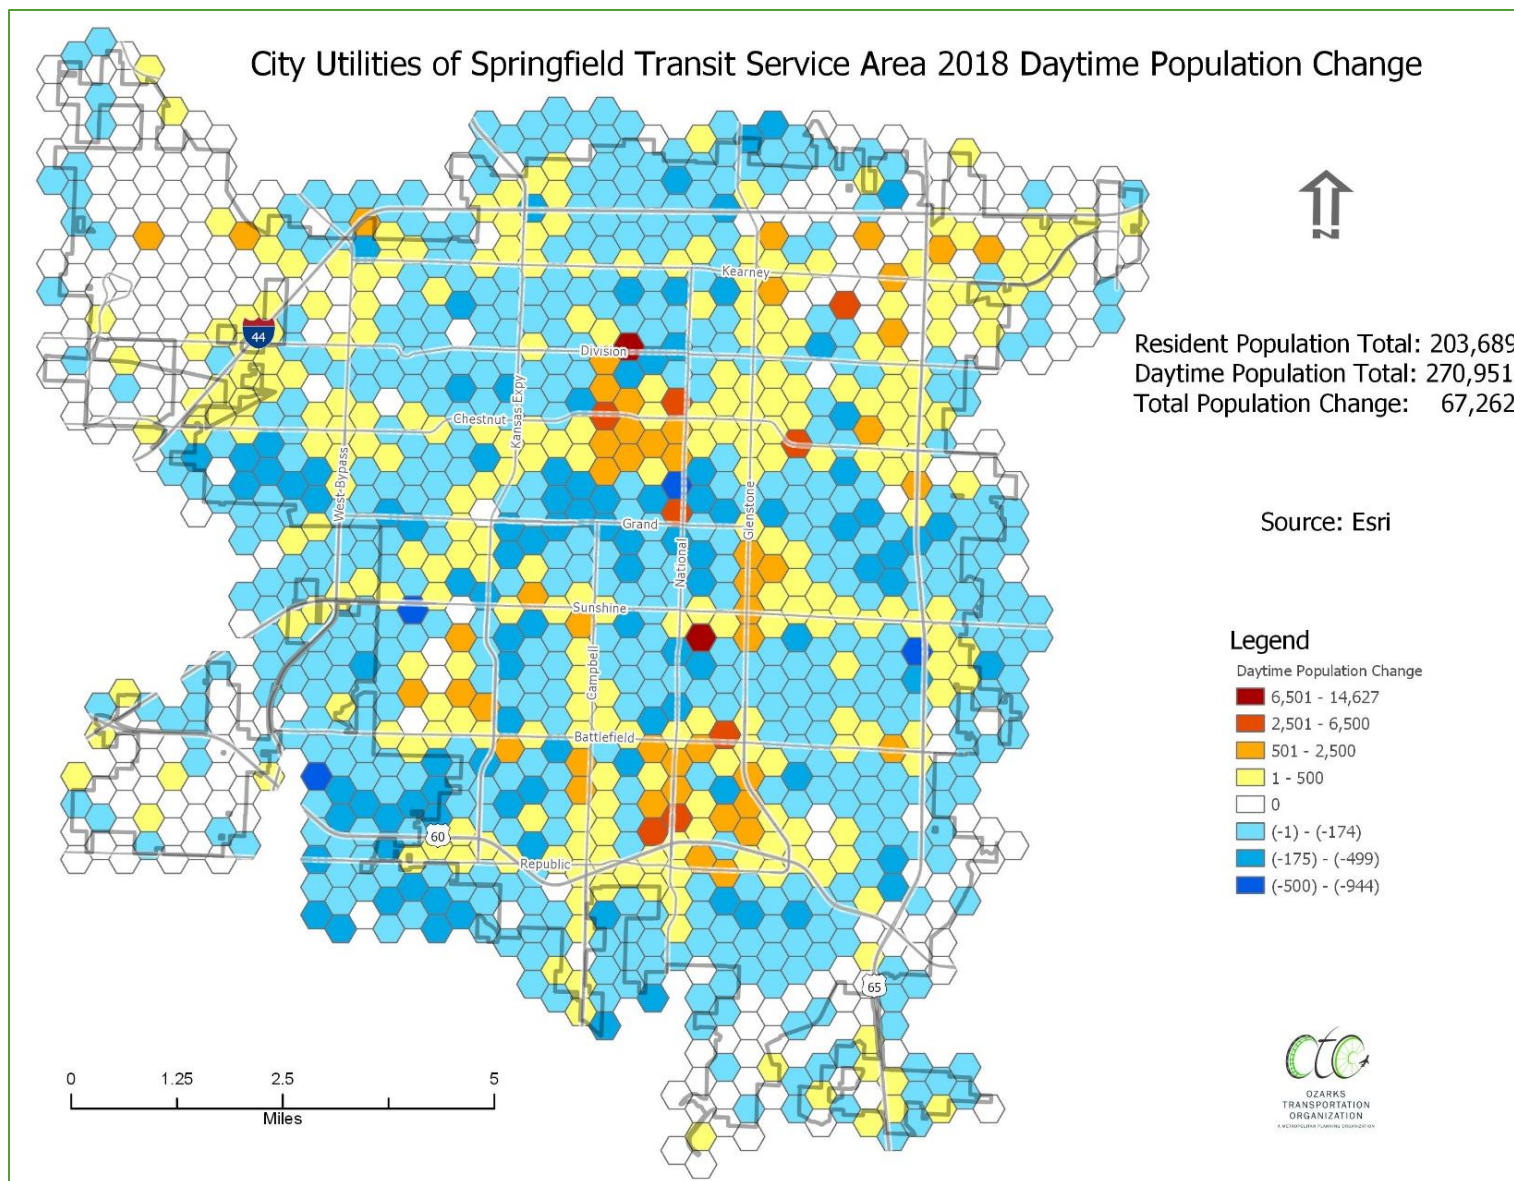 City Utilities of Springfield Transit Service Area 2018 Daytime Population Change
N
Kearney
Resident Population Total: 203,689
Daytime Population Total: 270,951
Total Population Change: 67,262
44
Division
Kansas Expy
Chestnut
West-Bypass
Glenstone
Grand
National
Source: Esri
Sunshine
Campbell
Legend
Daytime Population Change
6,501 - 14,627
2,501 - 6,500
501 - 2,500
1 - 500
0
(-1) - (-174)
(-175) - (-499)
(-500) - (-944)
Battlefield
60
Republic
65
0 1.25 2.5 5
Miles
OZARKS
TRANSPORTATION
ORGANIZATION
A METROPOLITAN PLANNING ORGANIZATION